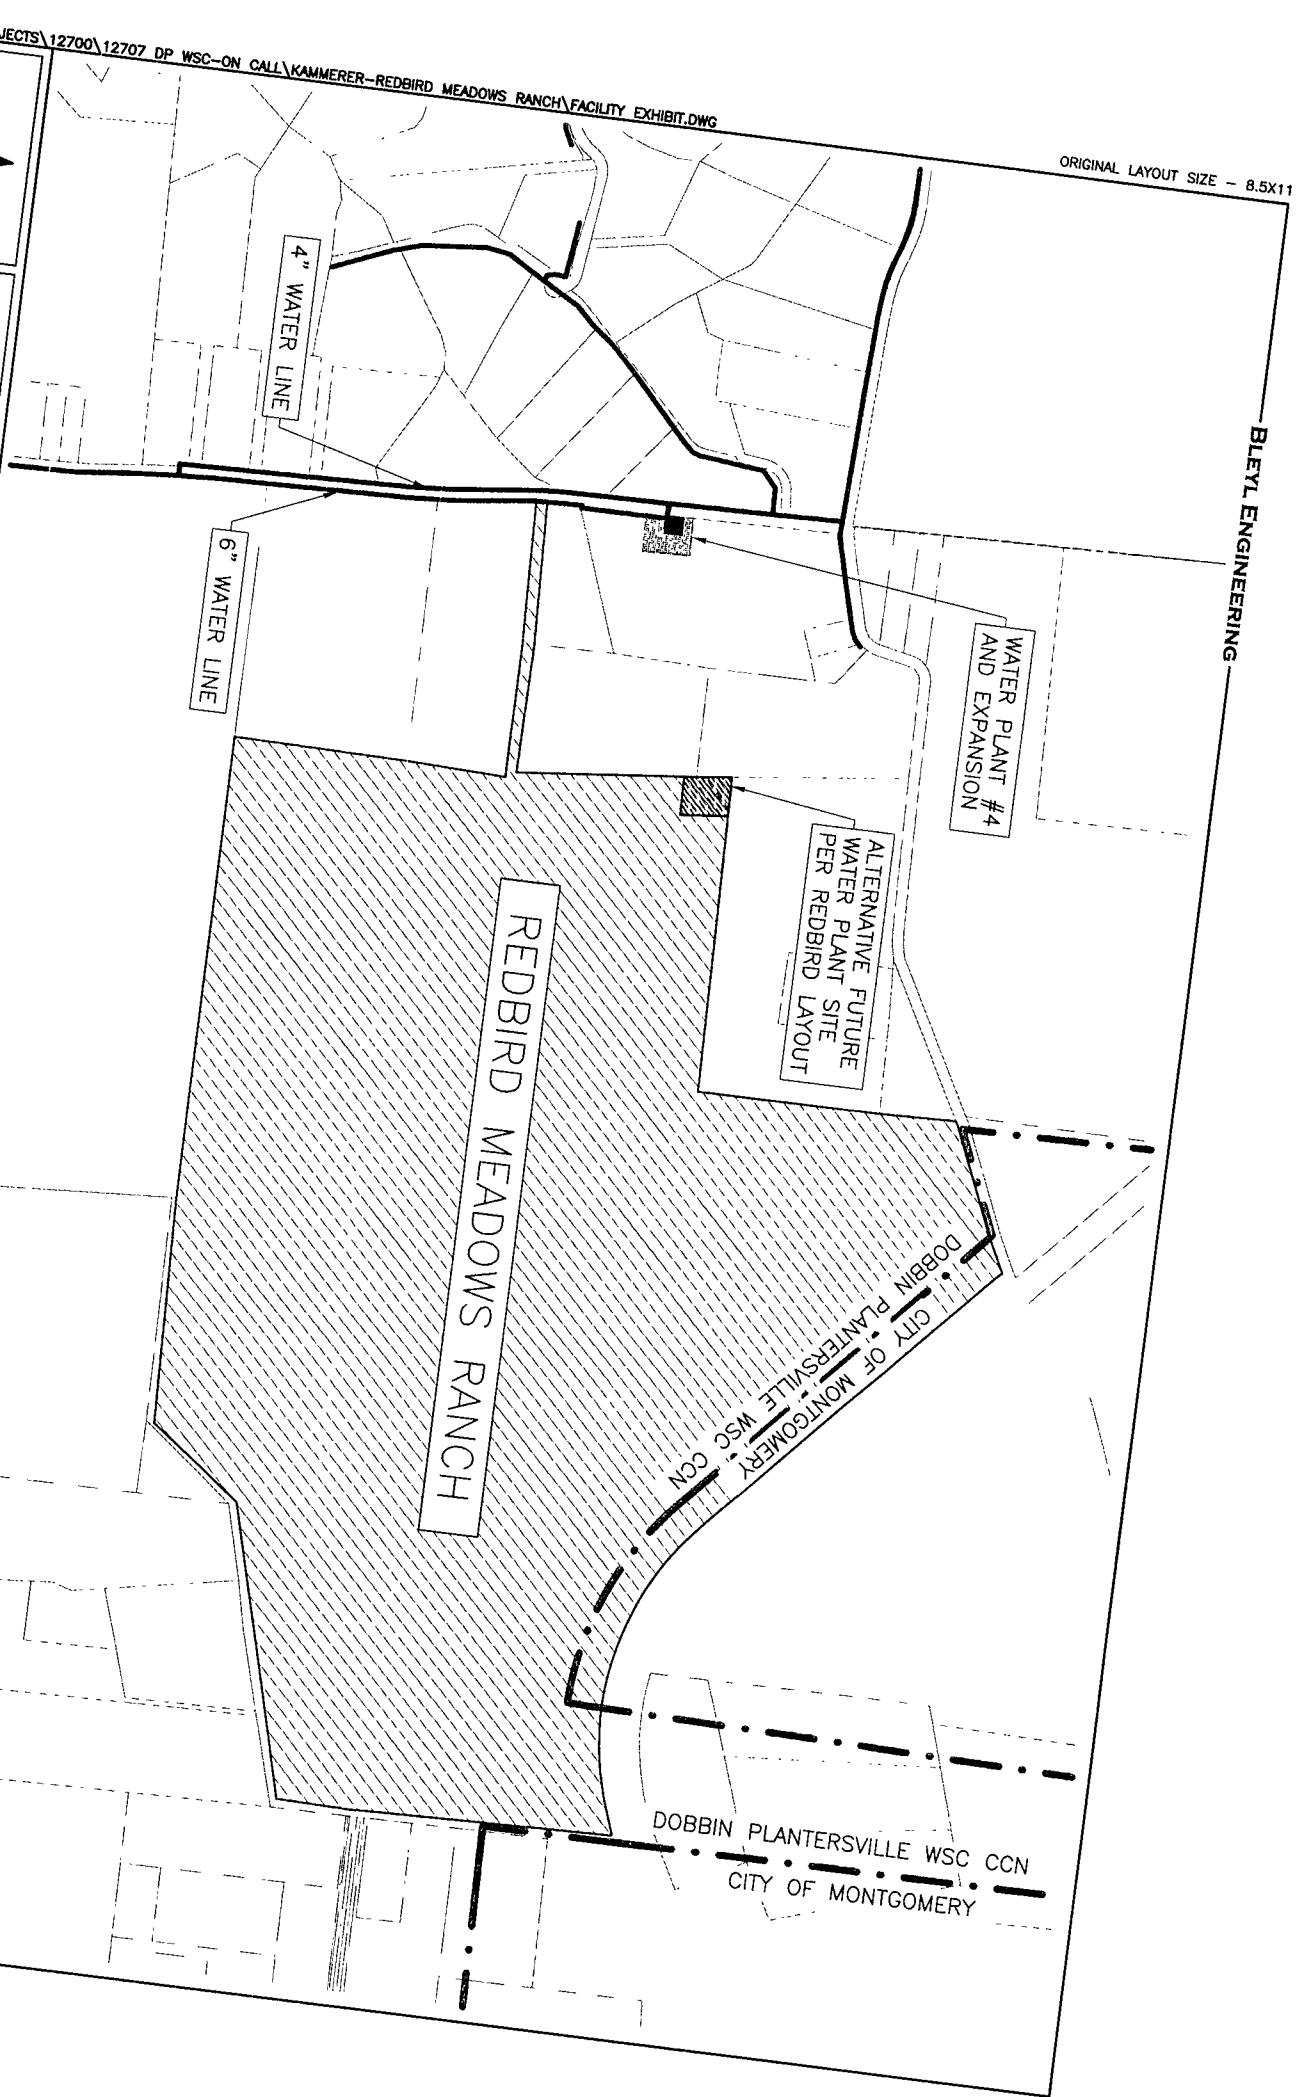 JECTS\12700\12707 DP WSC-ON CALL\KAMMERER-REDBIRD MEADOWS RANCH\FACILITY EXHIBIT.DWG
ORIGINAL LAYOUT SIZE - 8.5X11
BLEYL ENGINEERING
4" WATER LINE
6" WATER LINE
WATER PLANT #4
AND EXPANSION
ALTERNATIVE FUTURE
WATER PLANT SITE
PER REDBIRD LAYOUT
REDBIRD MEADOWS RANCH
DOBBIN PLANTERSVILLE WSC CCN
CITY OF MONTGOMERY
DOBBIN PLANTERSVILLE WSC CCN
CITY OF MONTGOMERY